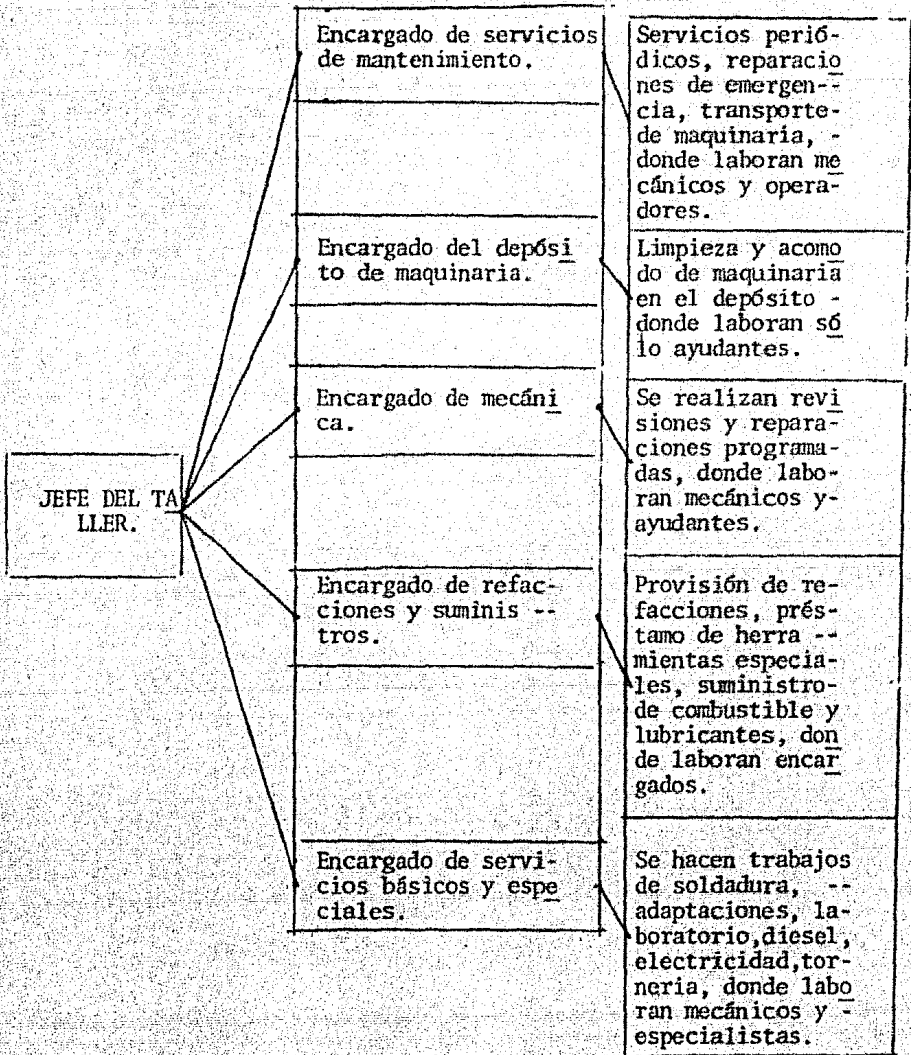 Encargado de servicios
de mantenimiento.
Servicios perió-
dicos, reparacio
nes de emergen--
cia, transporte-
de maquinaria, -
donde laboran me
cánicos y opera-
dores.
Encargado del depósi
to de maquinaria.
Limpieza y acomo
do de maquinaria
en el depósito -
donde laboran só
lo ayudantes.
Encargado de mecáni
ca.
Se realizan revi
siones y repara-
ciones programa-
das, donde labo-
ran mecánicos y-
ayudantes.
JEFE DEL TA
LLER.
Encargado de refac-
ciones y suminis --
tros.
Provisión de re-
facciones, prés-
tamo de herra --
mientas especia-
les, suministro-
de combustible y
lubricantes, don
de laboran encar
gados.
Encargado de servi-
cios básicos y espe
ciales.
Se hacen trabajos
de soldadura, --
adaptaciones, la-
boratorio,diesel,
electricidad,tor-
neria, donde labo
ran mecánicos y -
especialistas.